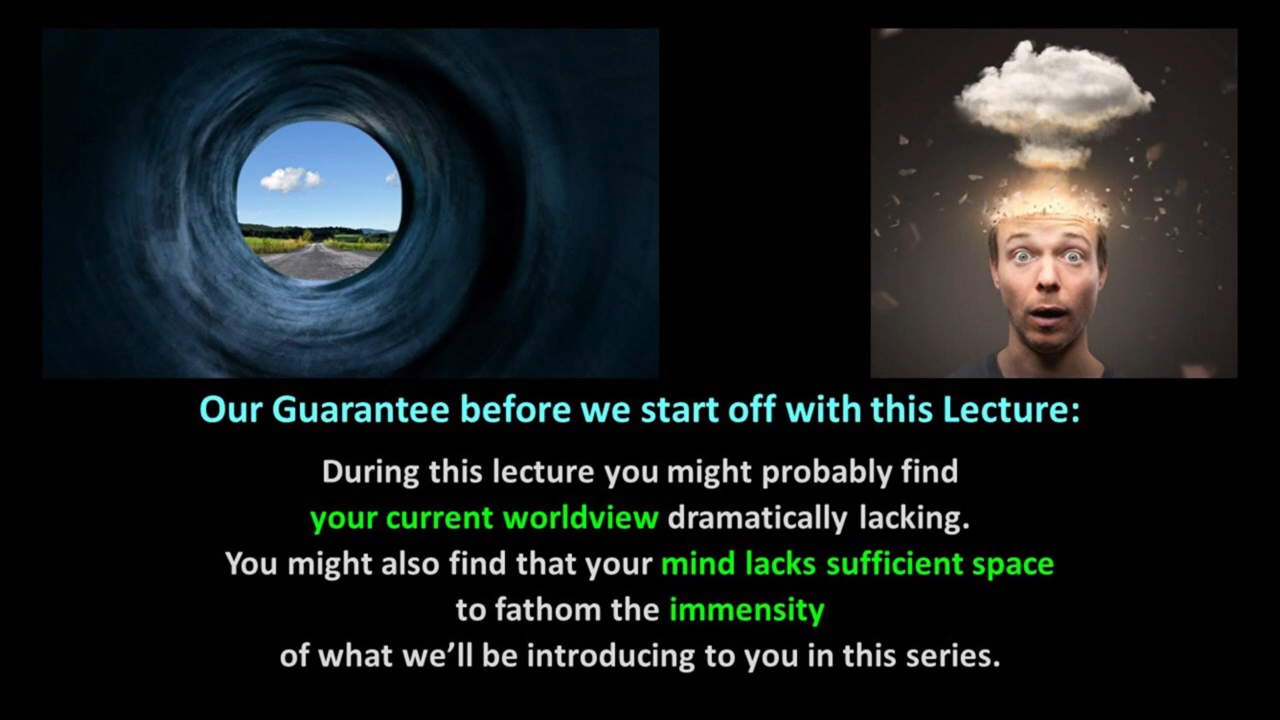 Our Guarantee before we start off with this Lecture:
During this lecture you might probably find
your current worldview dramatically lacking.
You might also find that your mind lacks sufficient space
to fathom the immensity
of what we’ll be introducing to you in this series.